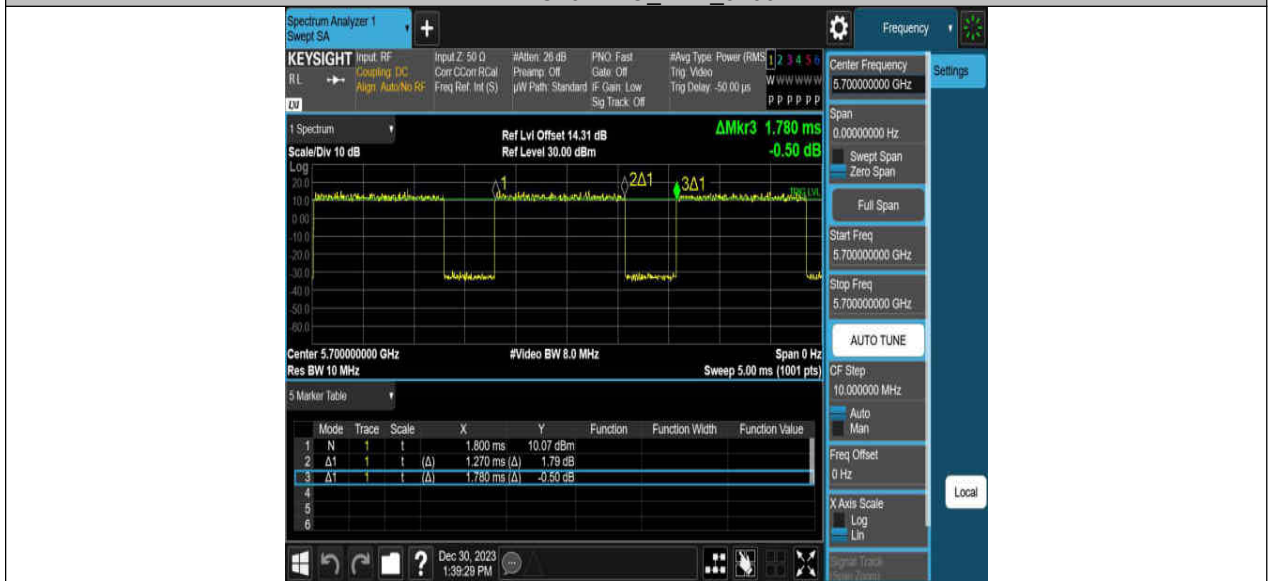 Spectrum Analyzer 1
Swept SA
+
Frequency
KEYSIGHT
RL
LXI
Input: RF
Coupling: DC
Align: Auto/No RF
Input Z: 50 Ω
Corr CCorr RCal
Freq Ref: Int (S)
#Atten: 26 dB
Preamp: Off
µW Path: Standard
PNO: Fast
Gate: Off
IF Gain: Low
Sig Track: Off
#Avg Type: Power (RMS
Trig: Video
Trig Delay: -50.00 µs
1 2 3 4 5 6
W W W W W W
P P P P P P
Center Frequency
5.700000000 GHz
Settings
1 Spectrum
Scale/Div 10 dB
Ref Lvl Offset 14.31 dB
Ref Level 30.00 dBm
ΔMkr3 1.780 ms
-0.50 dB
Span
0.00000000 Hz
Swept Span
Zero Span
Log
20.0
10.0
0.00
-10.0
-20.0
-30.0
-40.0
-50.0
-60.0
1
2Δ1
3Δ1
TRIG LVL
Full Span
Start Freq
5.700000000 GHz
Stop Freq
5.700000000 GHz
AUTO TUNE
Center 5.700000000 GHz
#Video BW 8.0 MHz
Span 0 Hz
Res BW 10 MHz
Sweep 5.00 ms (1001 pts)
CF Step
10.000000 MHz
Auto
Man
5 Marker Table
Mode Trace Scale X Y Function Function Width Function Value
1 N 1 t 1.800 ms 10.07 dBm
2 Δ1 1 t (Δ) 1.270 ms (Δ) 1.79 dB
3 Δ1 1 t (Δ) 1.780 ms (Δ) -0.50 dB
4
5
6
Freq Offset
0 Hz
X Axis Scale
Log
Lin
Local
Signal Track
(Span Zoom)
?
Dec 30, 2023
1:39:29 PM